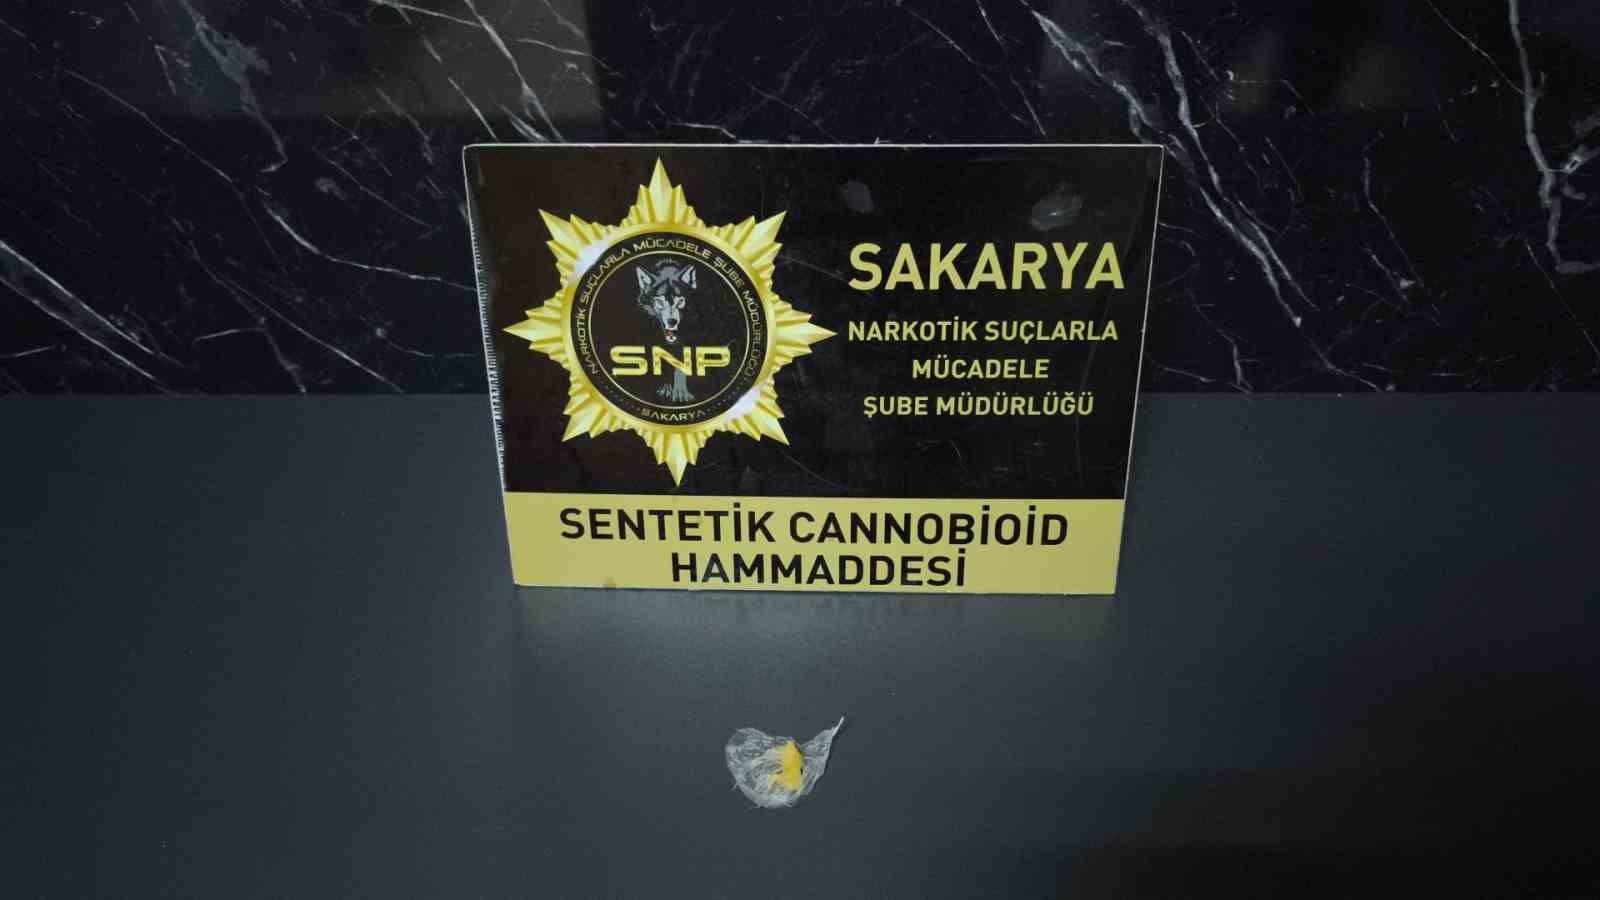 NARKOTİK SUÇLARLA MÜCADELE ŞUBE MÜDÜRLÜĞÜ
SNP
SAKARYA
SAKARYA
NARKOTİK SUÇLARLA
MÜCADELE
ŞUBE MÜDÜRLÜĞÜ
SENTETİK CANNOBİOİD
HAMMADDESİ